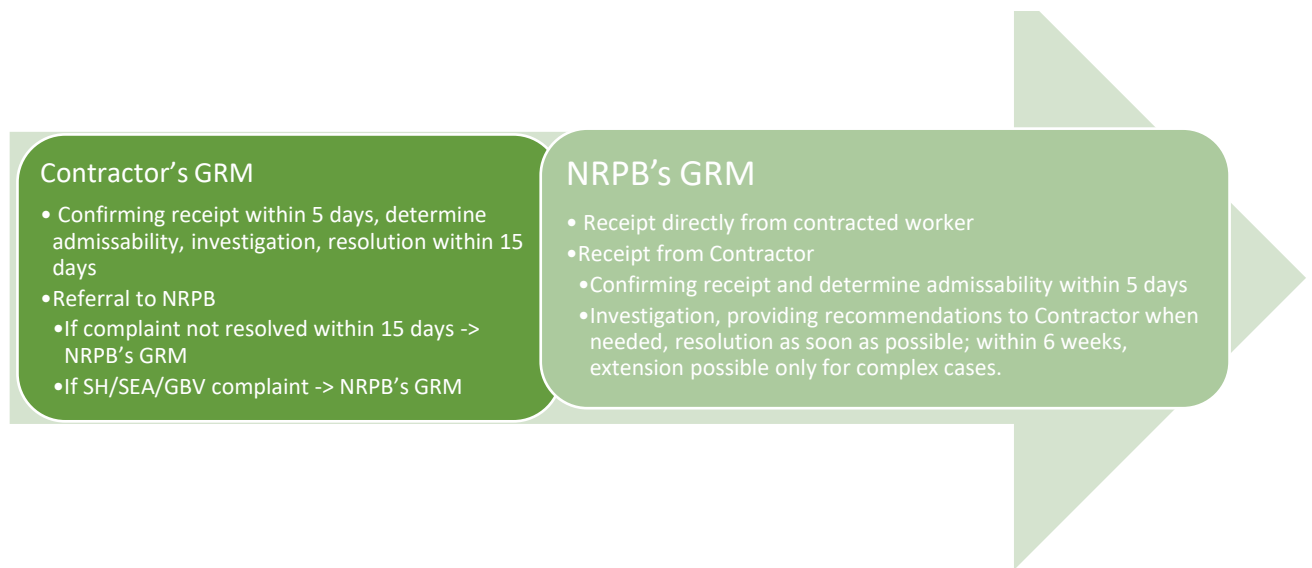 Contractor’s GRM
• Confirming receipt within 5 days, determine
admissability, investigation, resolution within 15
days
•Referral to NRPB
•If complaint not resolved within 15 days ->
NRPB’s GRM
•If SH/SEA/GBV complaint -> NRPB’s GRM
NRPB’s GRM
• Receipt directly from contracted worker
•Receipt from Contractor
•Confirming receipt and determine admissability within 5 days
•Investigation, providing recommendations to Contractor when
needed, resolution as soon as possible; within 6 weeks,
extension possible only for complex cases.